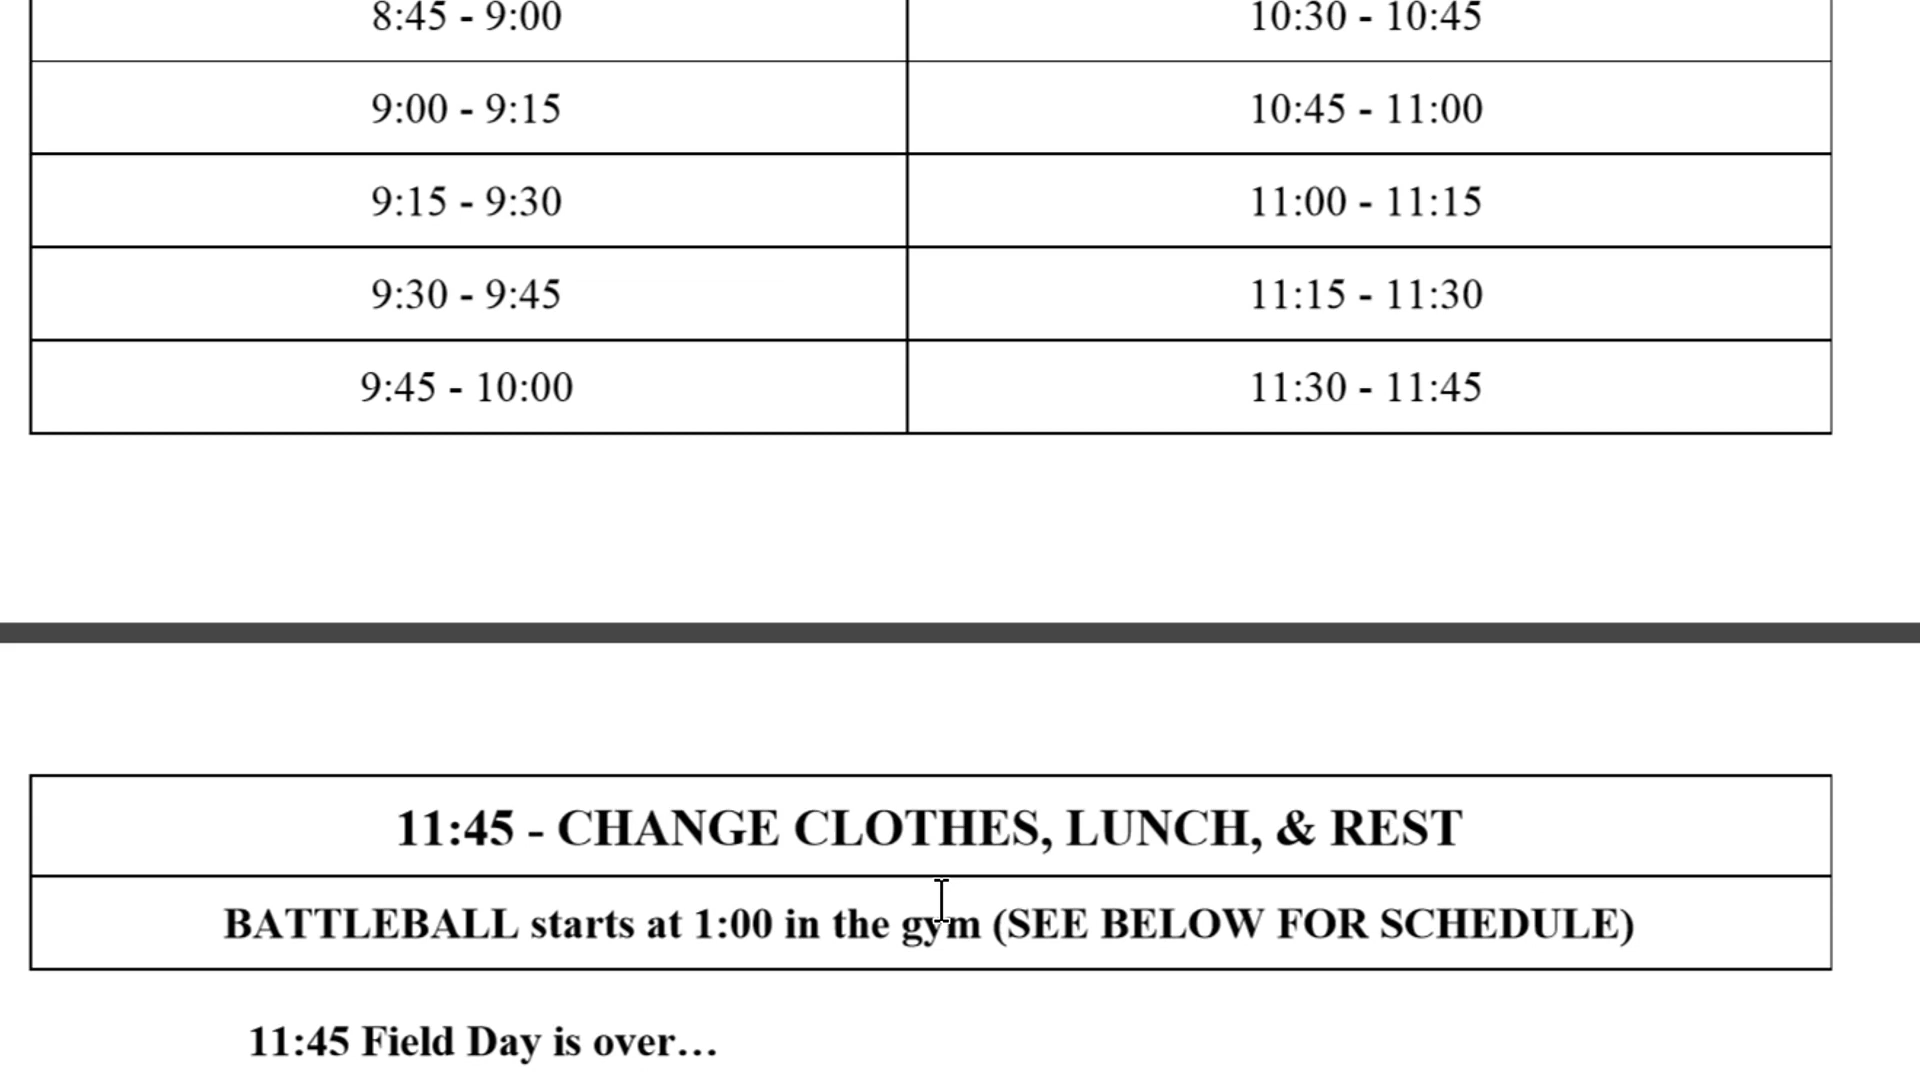 8:45 - 9:00 10:30 - 10:45
9:00 - 9:15 10:45 - 11:00
9:15 - 9:30 11:00 - 11:15
9:30 - 9:45 11:15 - 11:30
9:45 - 10:00 11:30 - 11:45
11:45 - CHANGE CLOTHES, LUNCH, & REST
BATTLEBALL starts at 1:00 in the gym (SEE BELOW FOR SCHEDULE)
11:45 Field Day is over…